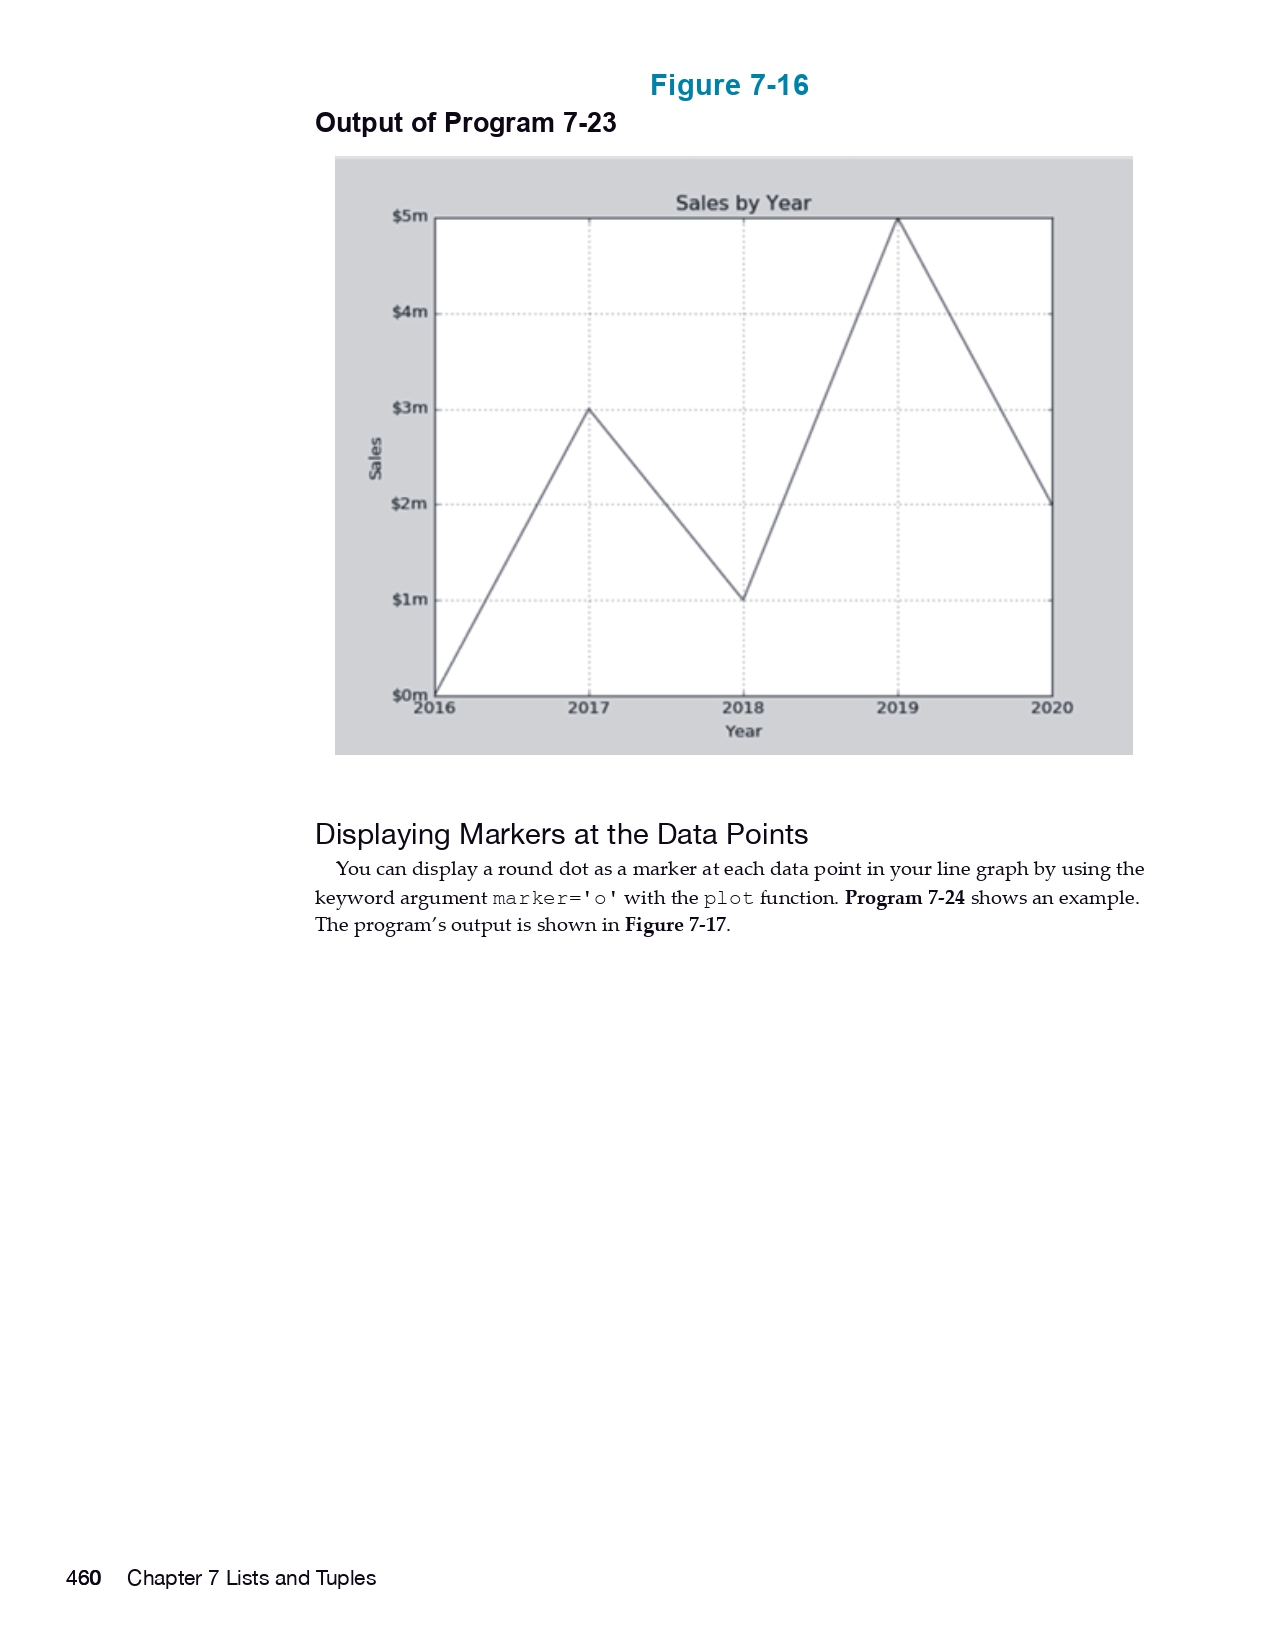 Figure 7-16
Output of Program 7-23
Sales by Year
$5m
$4m
$3m
$2m
$1m
$0m
Sales
2016 2017 2018 2019 2020
Year
Displaying Markers at the Data Points
You can display a round dot as a marker at each data point in your line graph by using the
keyword argument marker='o' with the plot function. Program 7-24 shows an example.
The program’s output is shown in Figure 7-17.
460 Chapter 7 Lists and Tuples